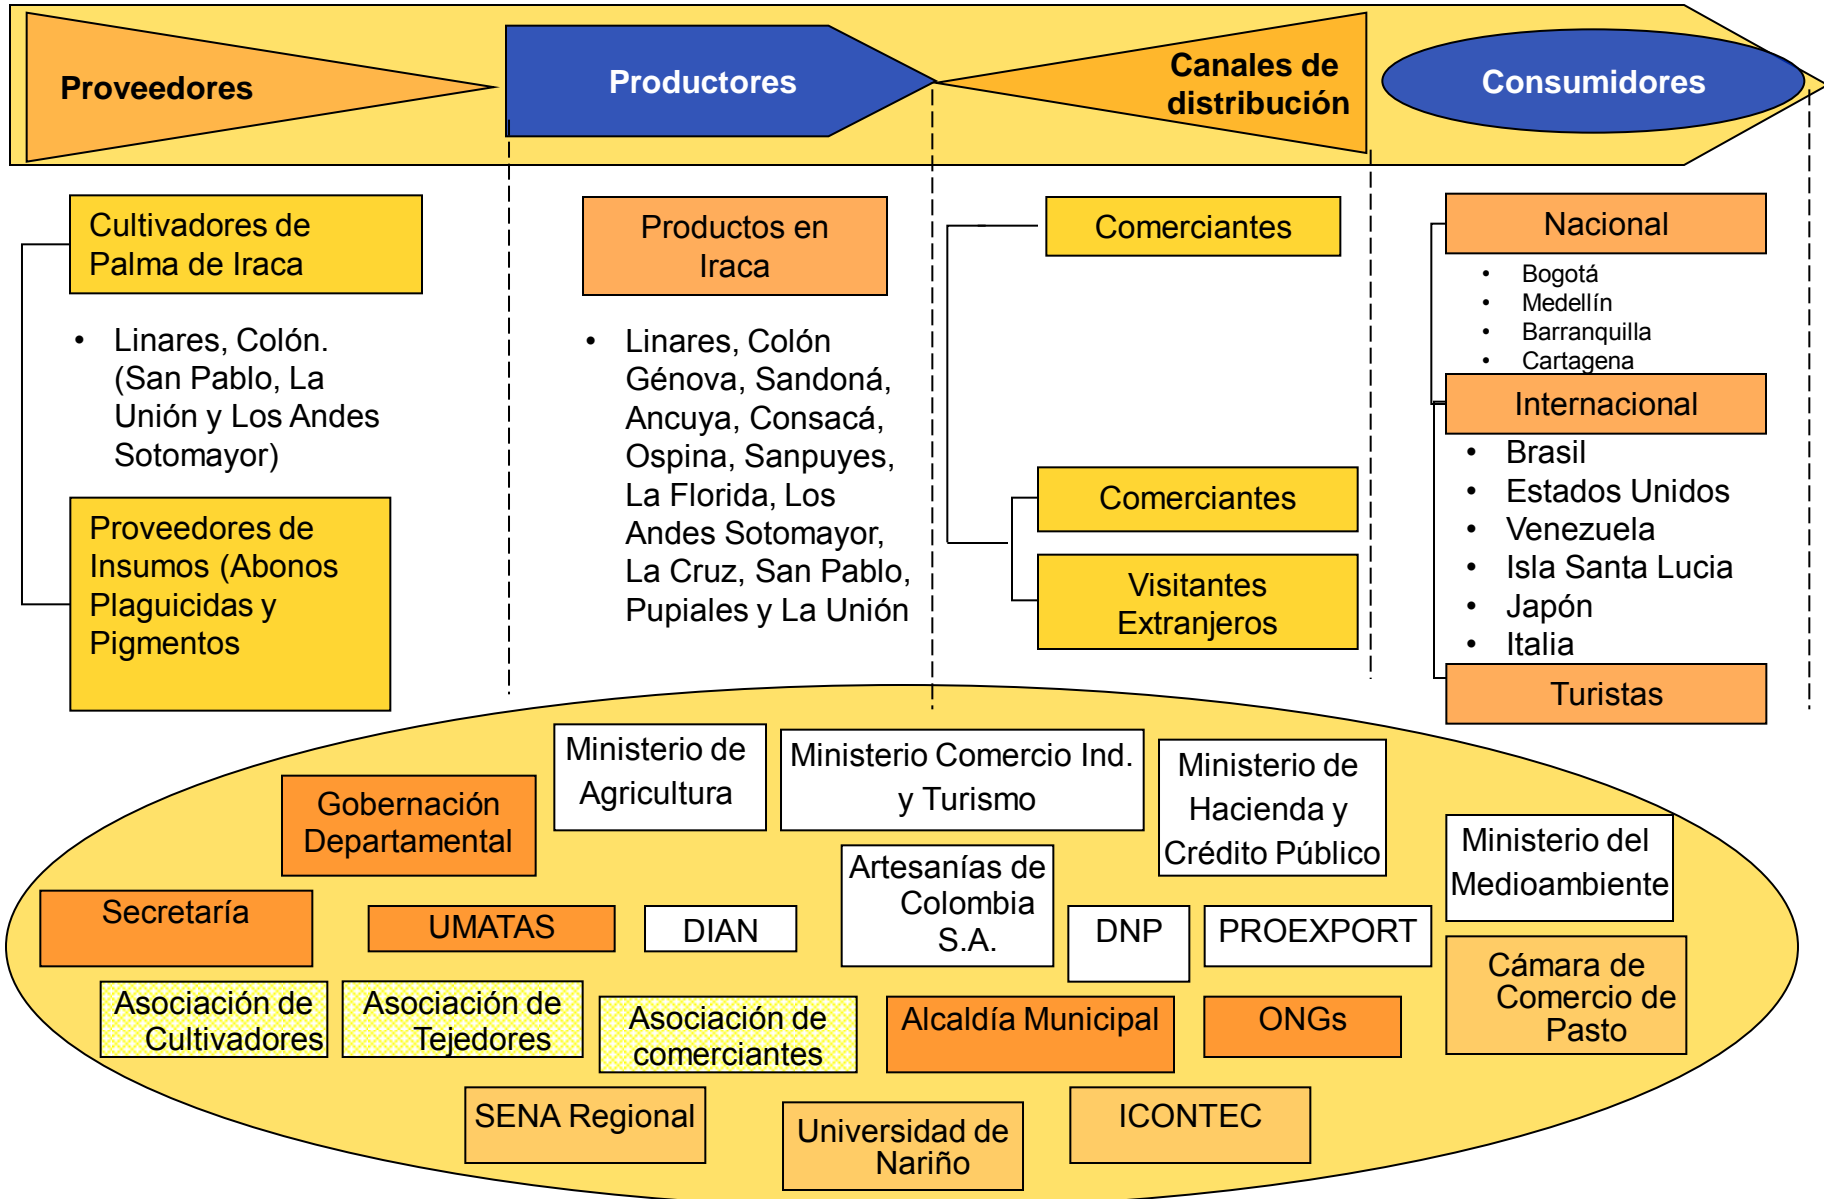 Proveedores
Productores
Canales de
distribución
Consumidores
Cultivadores de
Palma de Iraca
• Linares, Colón.
(San Pablo, La
Unión y Los Andes
Sotomayor)
Proveedores de
Insumos (Abonos
Plaguicidas y
Pigmentos
Productos en
Iraca
• Linares, Colón
Génova, Sandoná,
Ancuya, Consacá,
Ospina, Sanpuyes,
La Florida, Los
Andes Sotomayor,
La Cruz, San Pablo,
Pupiales y La Unión
Comerciantes
Comerciantes
Visitantes
Extranjeros
Nacional
• Bogotá
• Medellín
• Barranquilla
• Cartagena
Internacional
• Brasil
• Estados Unidos
• Venezuela
• Isla Santa Lucia
• Japón
• Italia
Turistas
Gobernación
Departamental
Ministerio de
Agricultura
Ministerio Comercio Ind.
y Turismo
Ministerio de
Hacienda y
Crédito Público
Ministerio del
Medioambiente
Secretaría
UMATAS
DIAN
Artesanías de
Colombia
S.A.
DNP
PROEXPORT
Cámara de
Comercio de
Pasto
Asociación de
Cultivadores
Asociación de
Tejedores
Asociación de
comerciantes
Alcaldía Municipal
ONGs
SENA Regional
Universidad de
Nariño
ICONTEC